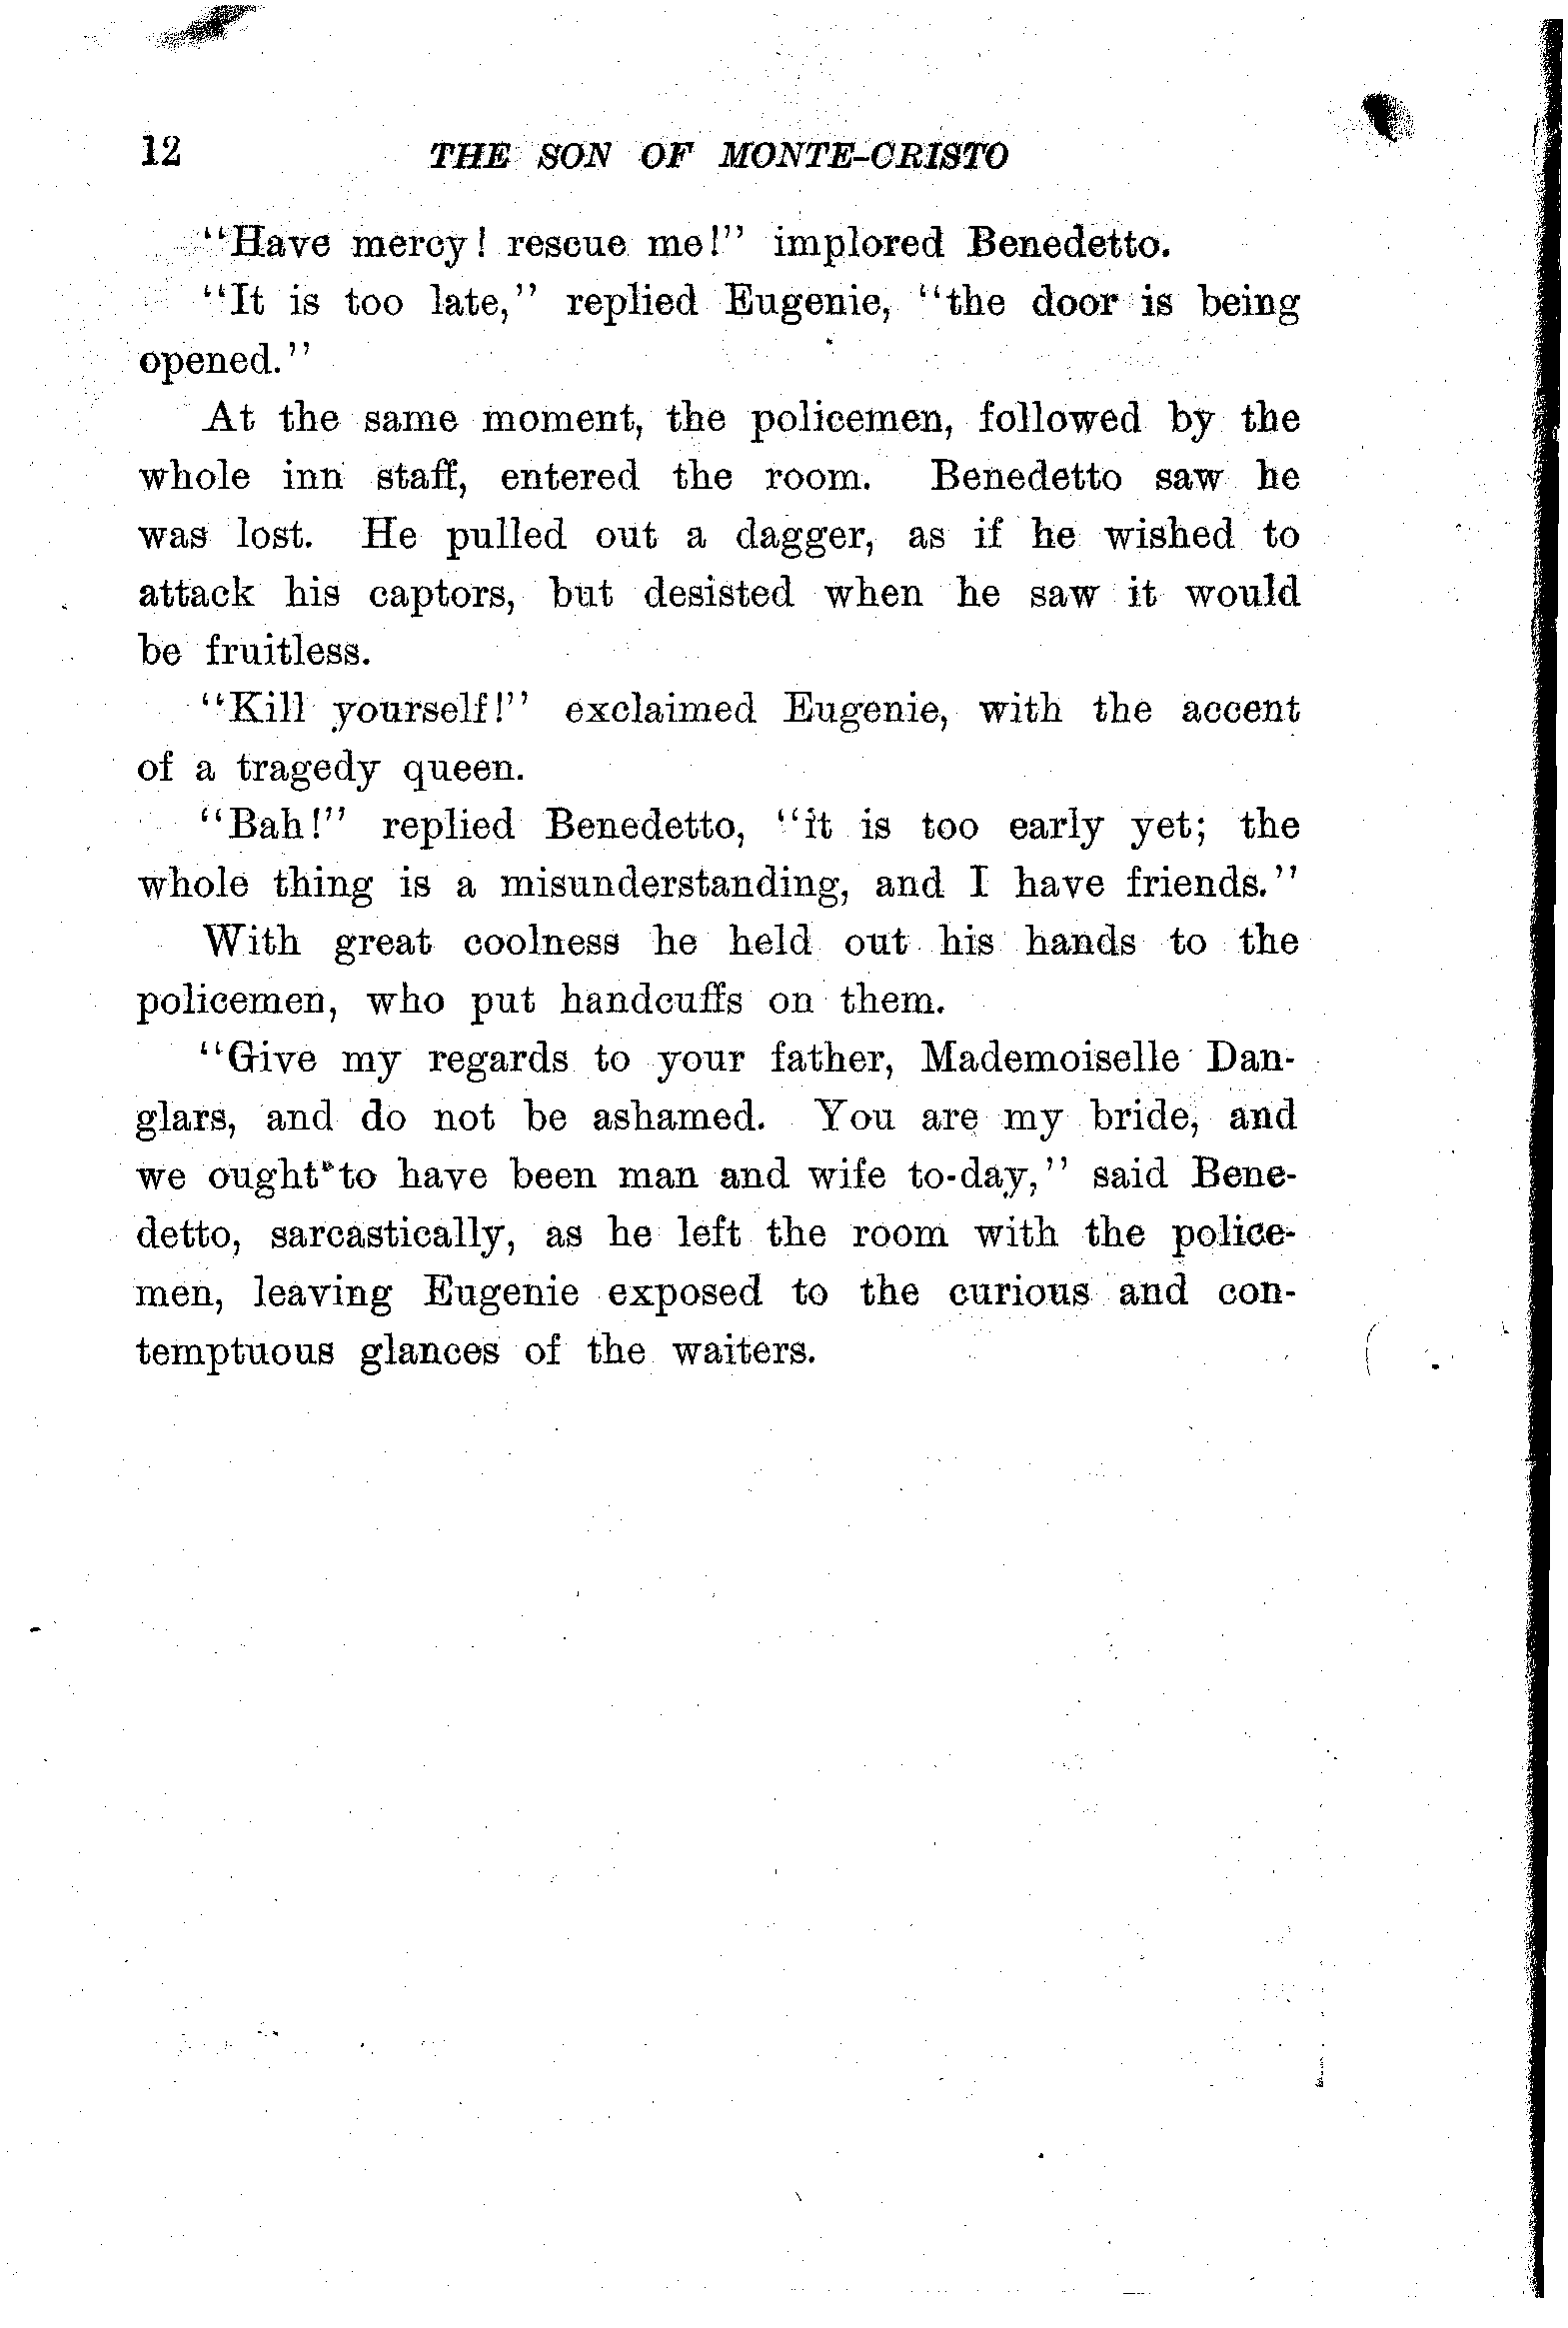 12 THE SON OF MONTE-CRISTO
"Have mercy! rescue me!" implored Benedetto.
"It is too late," replied Eugenie, "the door is being
opened."
At the same moment, the policemen, followed by the
whole inn staff, entered the room. Benedetto saw he
was lost. He pulled out a dagger, as if he wished to
attack his captors, but desisted when he saw it would
be fruitless.
"Kill yourself!" exclaimed Eugenie, with the accent
of a tragedy queen.
"Bah!" replied Benedetto, "it is too early yet; the
whole thing is a misunderstanding, and I have friends."
With great coolness he held out his hands to the
policemen, who put handcuffs on them.
"Give my regards to your father, Mademoiselle Dan-
glars, and do not be ashamed. You are my bride, and
we ought to have been man and wife to-day," said Bene-
detto, sarcastically, as he left the room with the police-
men, leaving Eugenie exposed to the curious and con-
temptuous glances of the waiters.